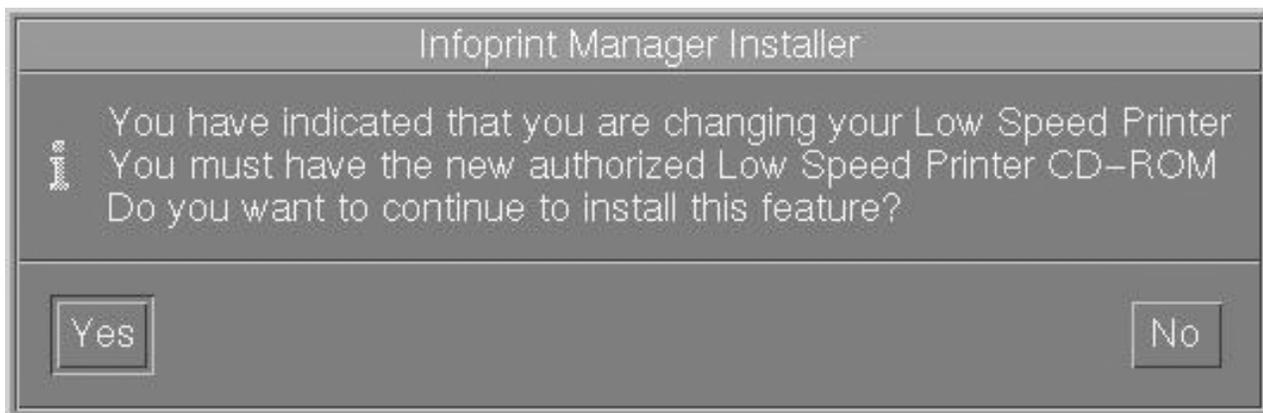 Infoprint Manager Installer
You have indicated that you are changing your Low Speed Printer
You must have the new authorized Low Speed Printer CD-ROM
Do you want to continue to install this feature?
Yes
No